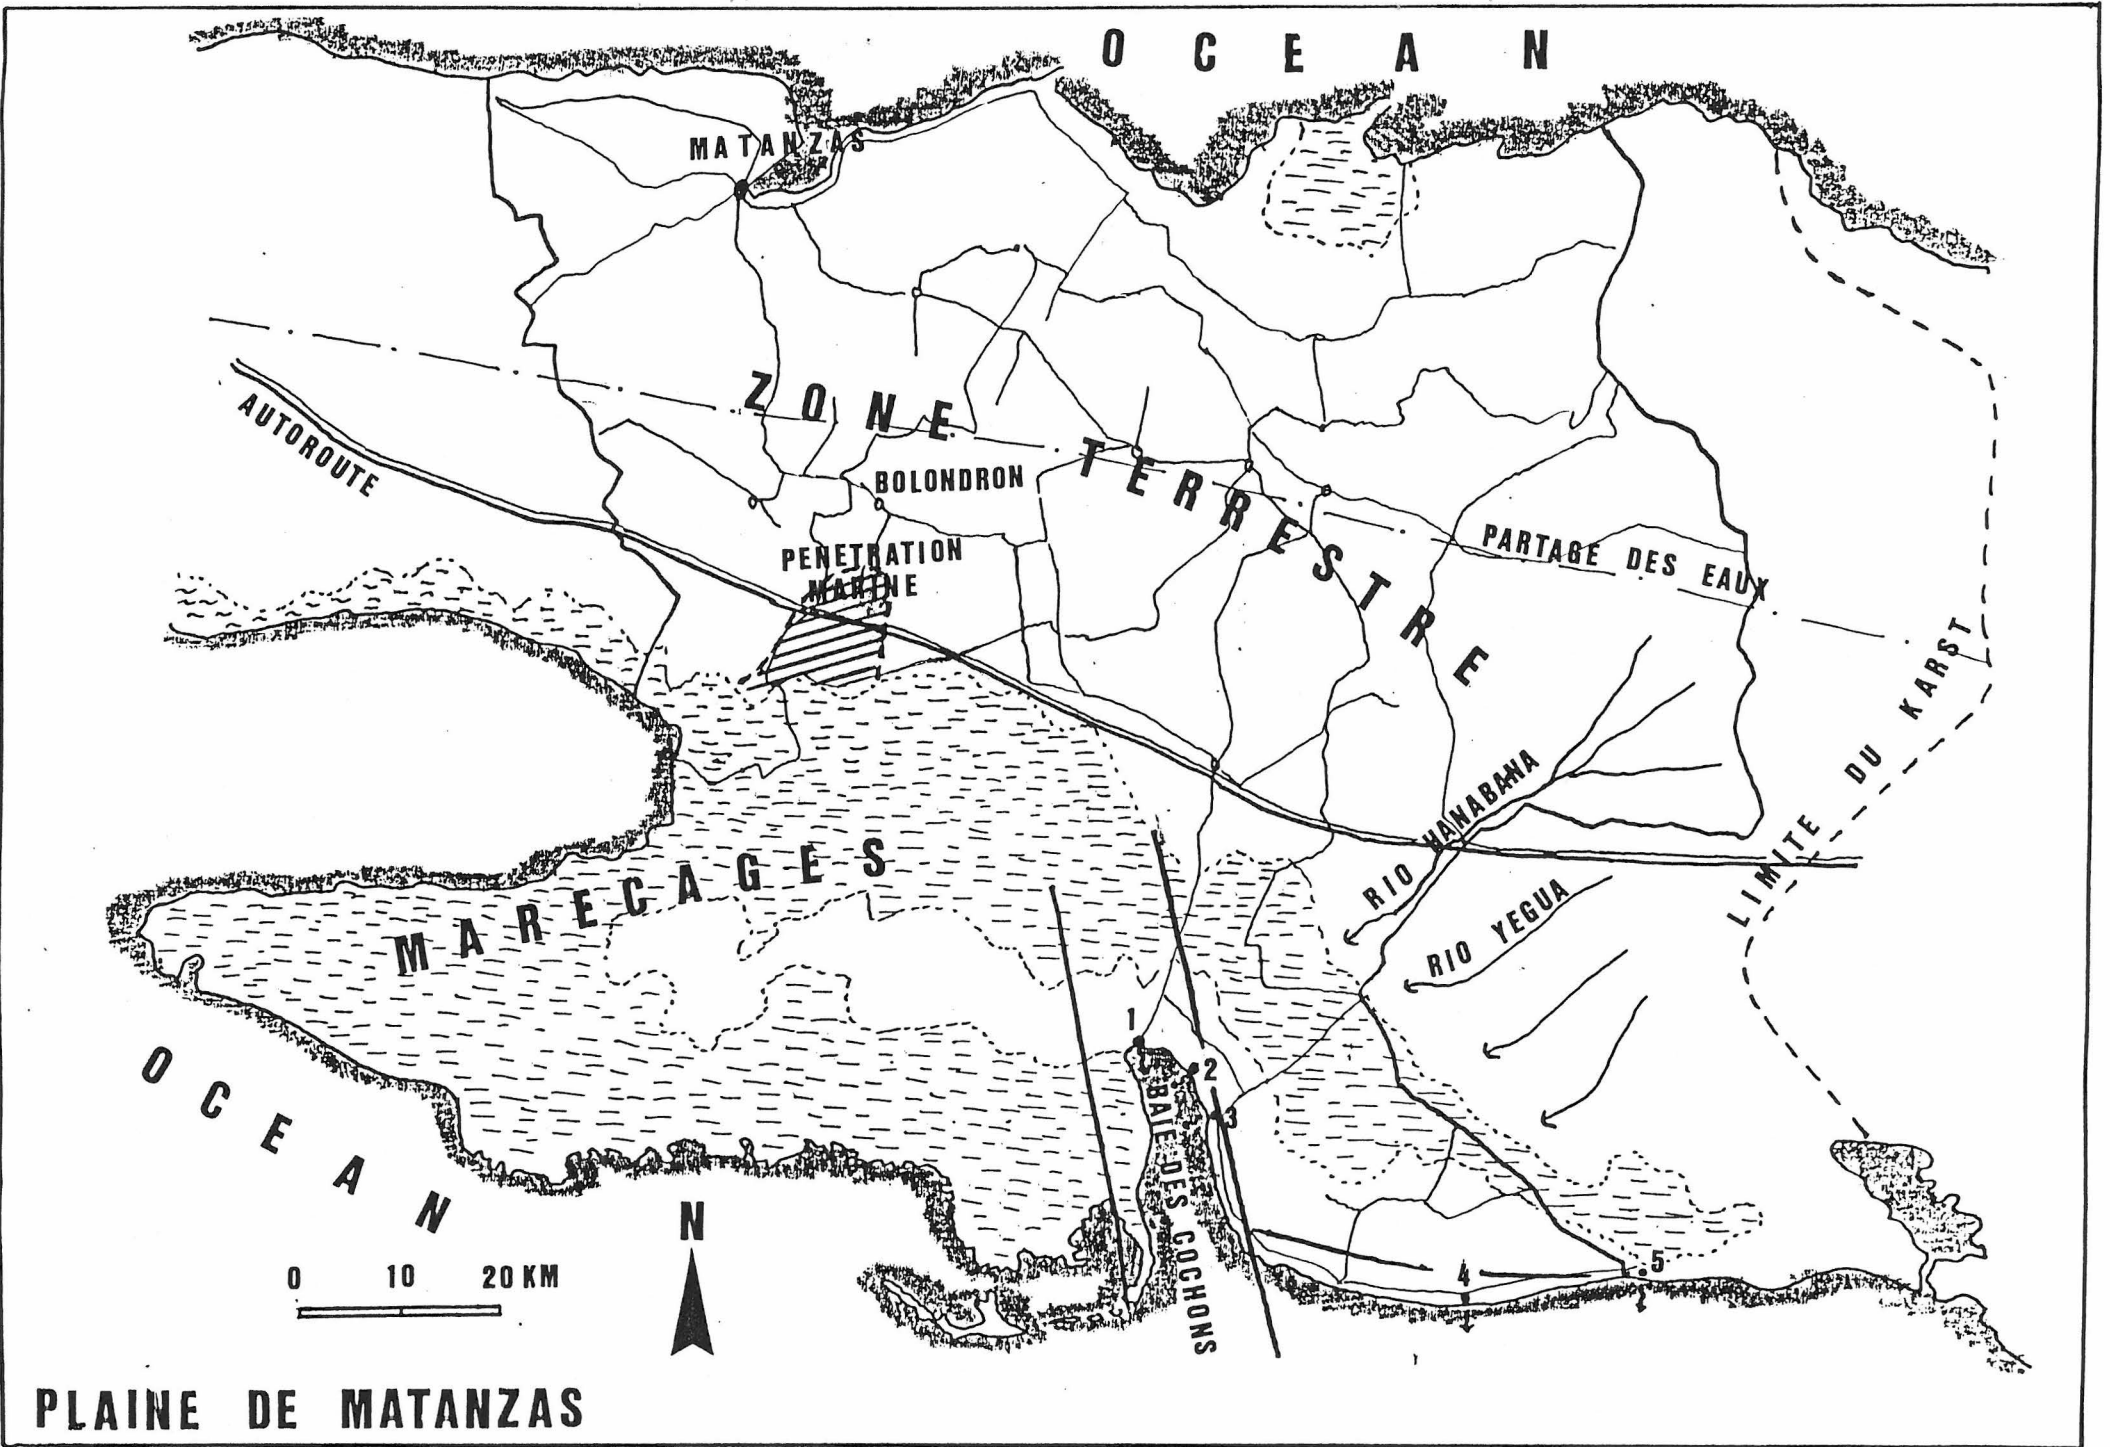 OCEAN
MATANZAS
ZONE TERRESTRE
AUTOROUTE
BOLONDRON
PENETRATION
MARINE
PARTAGE DES EAUX
LIMITE DU KARST
RIO HANABANA
RIO YEGUA
MARECAGES
1
2
3
BAIE DES COCHONS
OCEAN
N
0 10 20 KM
4
5
PLAINE DE MATANZAS